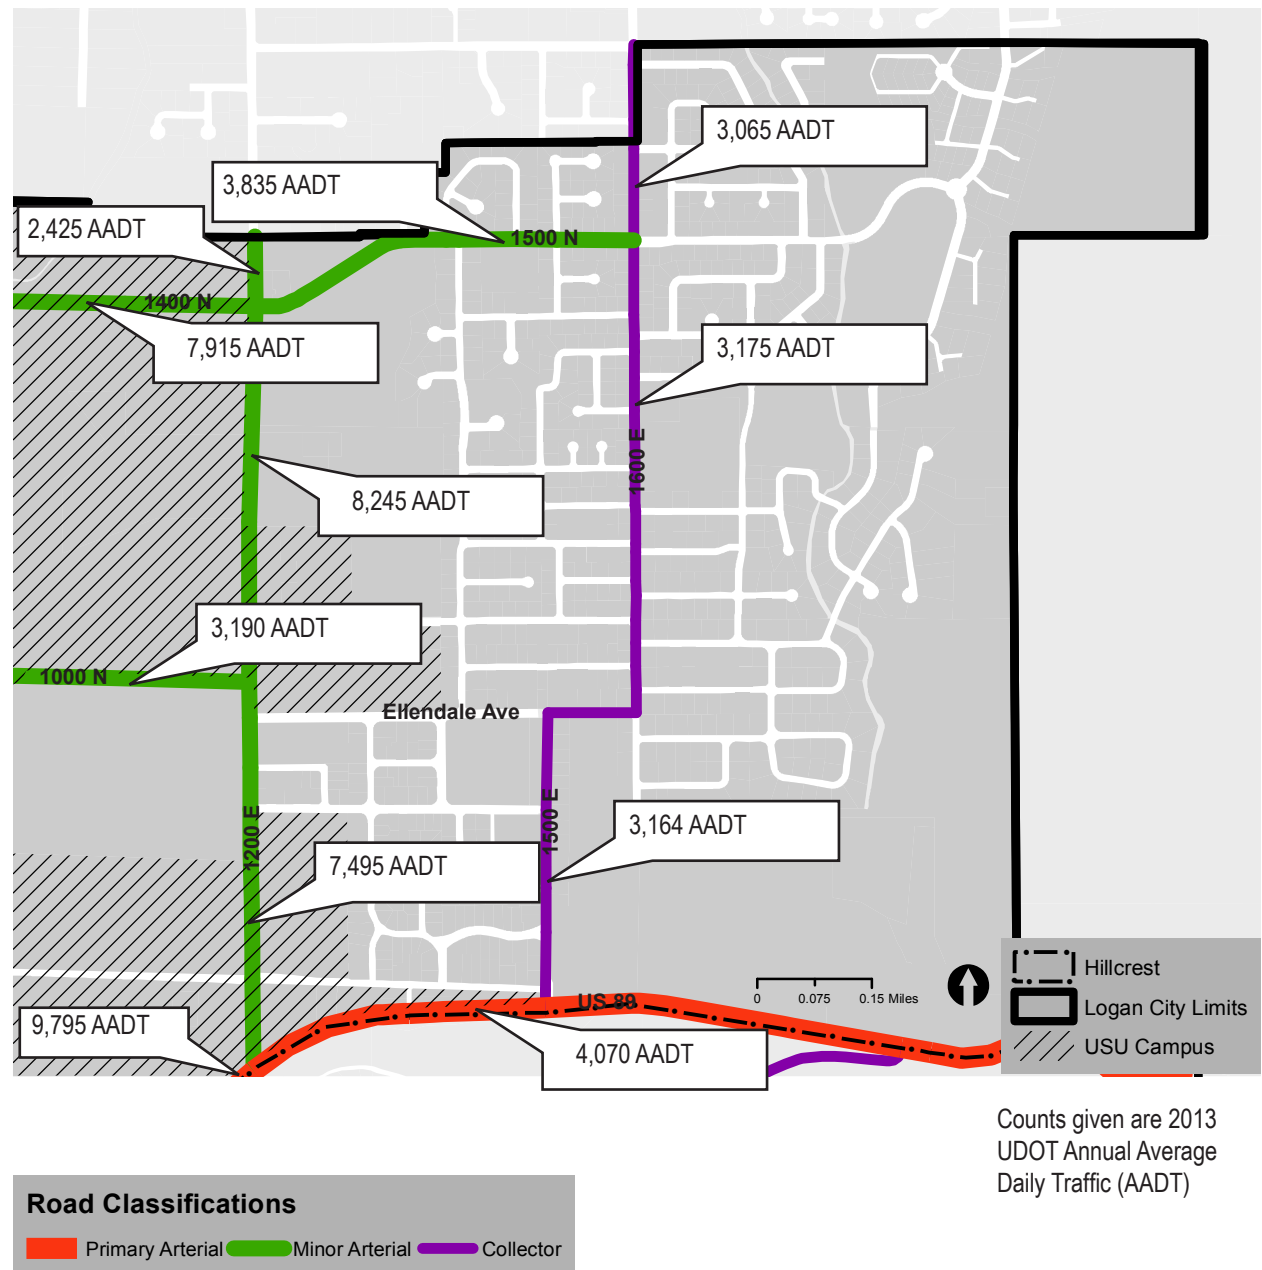 3,065 AADT
3,835 AADT
2,425 AADT
1500 N
1400 N
7,915 AADT
3,175 AADT
1600 E
8,245 AADT
3,190 AADT
1000 N
Ellendale Ave
1200 E
1500 E
3,164 AADT
7,495 AADT
US 89
9,795 AADT
4,070 AADT
0 0.075 0.15 Miles
Hillcrest
Logan City Limits
USU Campus
Counts given are 2013
UDOT Annual Average
Daily Traffic (AADT)
Road Classifications
Primary Arterial Minor Arterial Collector